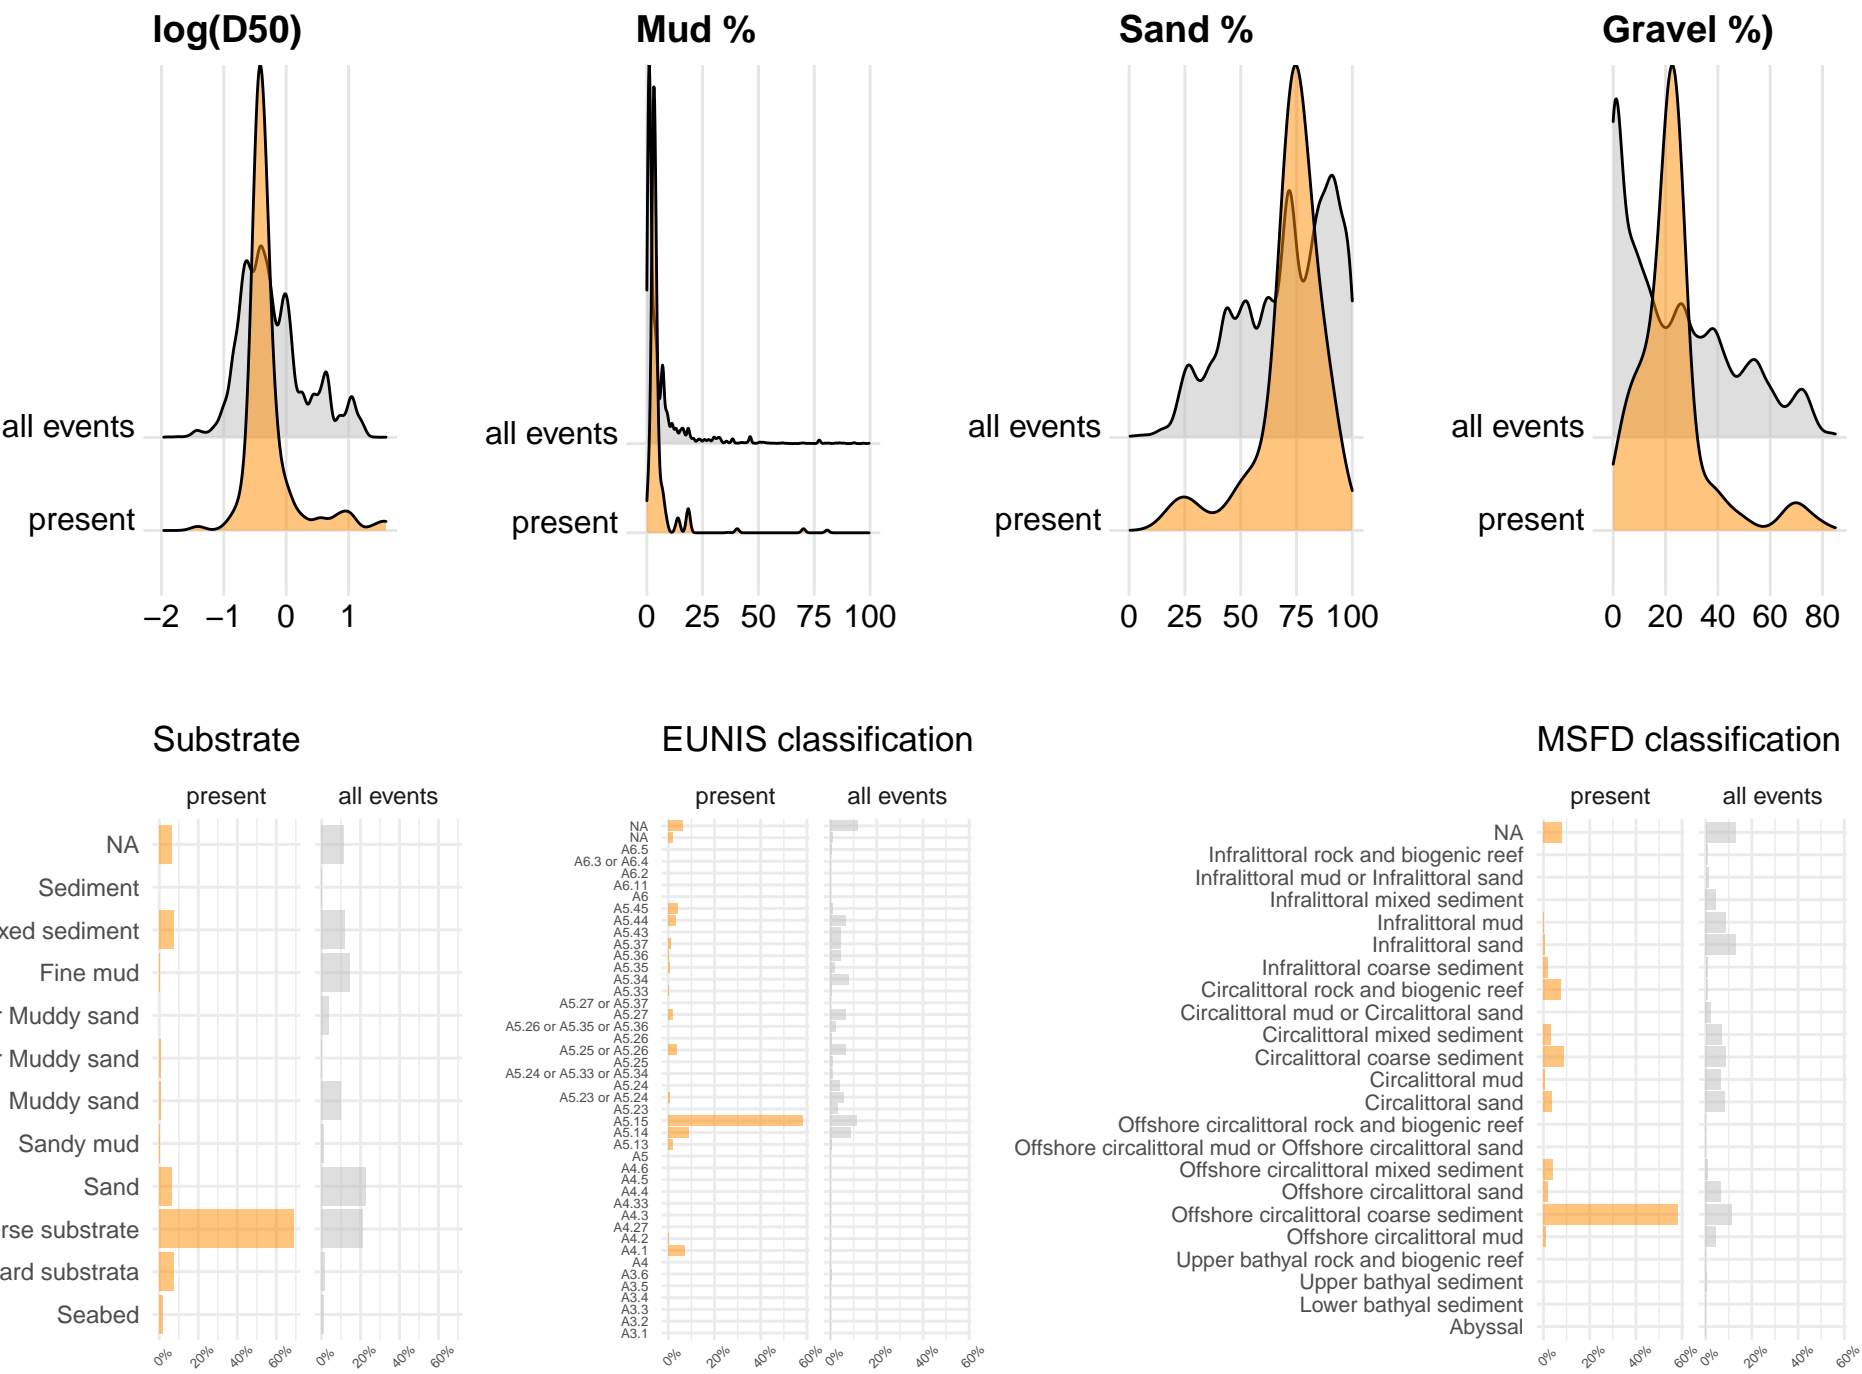 log(D50)
Mud %
Sand %
Gravel %)
all events
present
−2 −1 0 1
all events
present
0 25 50 75 100
all events
present
0 25 50 75 100
all events
present
0 20 40 60 80
Substrate
present all events
NA
Sediment
xed sediment
Fine mud
r Muddy sand
r Muddy sand
Muddy sand
Sandy mud
Sand
rse substrate
ard substrata
Seabed
0% 20% 40% 60% 0% 20% 40% 60%
EUNIS classification
present all events
NA
NA
A6.5
A6.3 or A6.4
A6.2
A6.11
A6
A5.45
A5.44
A5.43
A5.37
A5.36
A5.35
A5.34
A5.33
A5.27 or A5.37
A5.27
A5.26 or A5.35 or A5.36
A5.26
A5.25 or A5.26
A5.25
A5.24 or A5.33 or A5.34
A5.24
A5.23 or A5.24
A5.23
A5.15
A5.14
A5.13
A5
A4.6
A4.5
A4.4
A4.33
A4.3
A4.27
A4.2
A4.1
A4
A3.6
A3.5
A3.4
A3.3
A3.2
A3.1
0% 20% 40% 60% 0% 20% 40% 60%
MSFD classification
present all events
NA
Infralittoral rock and biogenic reef
Infralittoral mud or Infralittoral sand
Infralittoral mixed sediment
Infralittoral mud
Infralittoral sand
Infralittoral coarse sediment
Circalittoral rock and biogenic reef
Circalittoral mud or Circalittoral sand
Circalittoral mixed sediment
Circalittoral coarse sediment
Circalittoral mud
Circalittoral sand
Offshore circalittoral rock and biogenic reef
Offshore circalittoral mud or Offshore circalittoral sand
Offshore circalittoral mixed sediment
Offshore circalittoral sand
Offshore circalittoral coarse sediment
Offshore circalittoral mud
Upper bathyal rock and biogenic reef
Upper bathyal sediment
Lower bathyal sediment
Abyssal
0% 20% 40% 60% 0% 20% 40% 60%